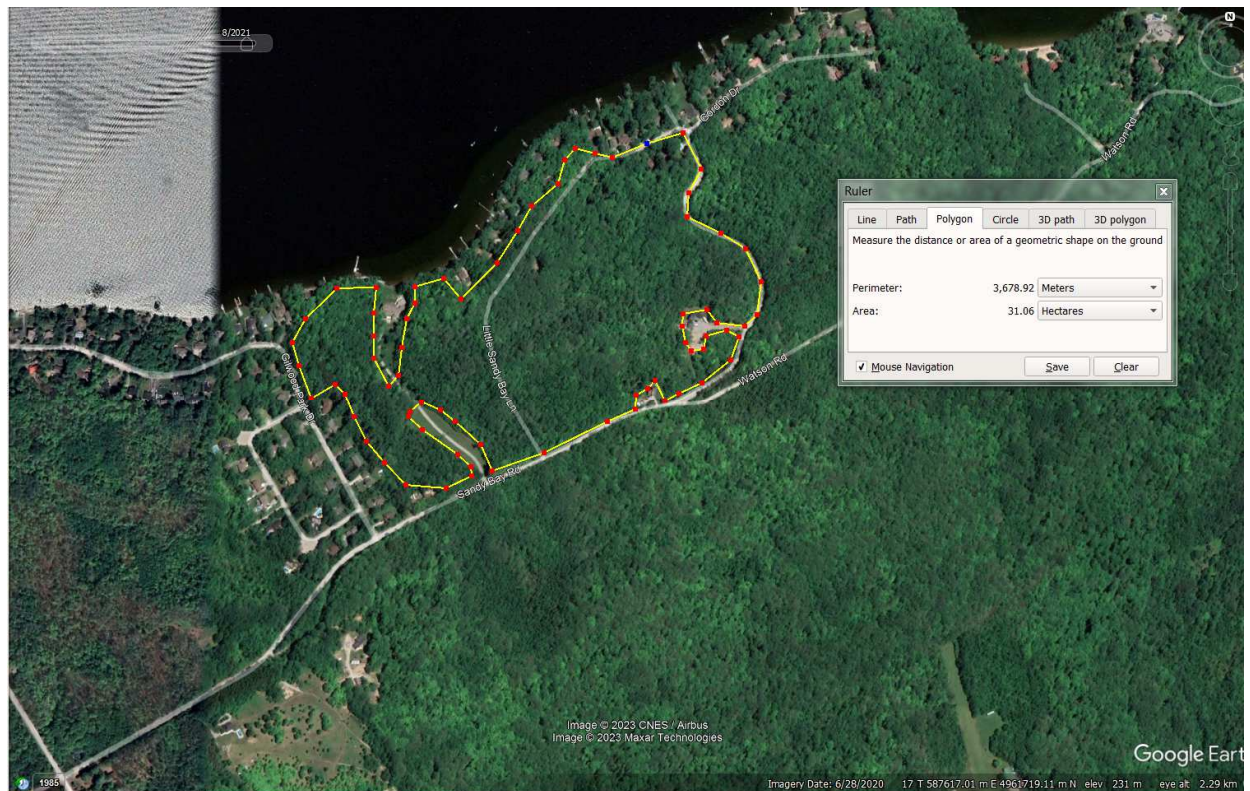 8/2021
N
Gordon Dr
Watson Rd
Ruler
Line Path Polygon Circle 3D path 3D polygon
Measure the distance or area of a geometric shape on the ground
Perimeter: 3,678.92 Meters
Area: 31.06 Hectares
Mouse Navigation Save Clear
Little Sandy Bay Ln
Gilwood Park Dr
Watson Rd
Sandy Bay Rd
Image © 2023 CNES / Airbus
Image © 2023 Maxar Technologies
Google Eart
1985
Imagery Date: 6/28/2020 17 T 587617.01 m E 4961719.11 m N elev 231 m eye alt 2.29 km